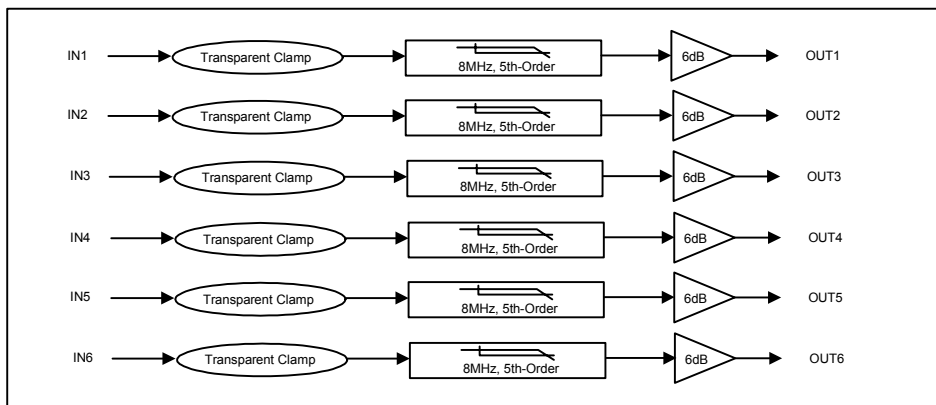 IN1 Transparent Clamp 8MHz, 5th-Order 6dB OUT1
IN2 Transparent Clamp 8MHz, 5th-Order 6dB OUT2
IN3 Transparent Clamp 8MHz, 5th-Order 6dB OUT3
IN4 Transparent Clamp 8MHz, 5th-Order 6dB OUT4
IN5 Transparent Clamp 8MHz, 5th-Order 6dB OUT5
IN6 Transparent Clamp 8MHz, 5th-Order 6dB OUT6